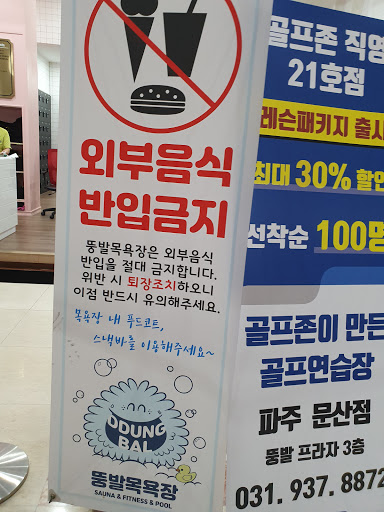 외부음식
반입금지
뚱발목욕장은 외부음식
반입을 절대 금지합니다.
위반 시 퇴장조치하오니
이점 반드시 유의해주세요.
목욕장 내 푸드코트,
스낵바를 이용해주세요~
DDUNG
BAL
뚱발목욕장
SAUNA & FITNESS & POOL
골프존 직영
21호점
레슨패키지 출시
최대 30% 할인
선착순 100명
골프존이 만든
골프연습장
파주 문산점
뚱발 프라자 3층
031. 937. 8872